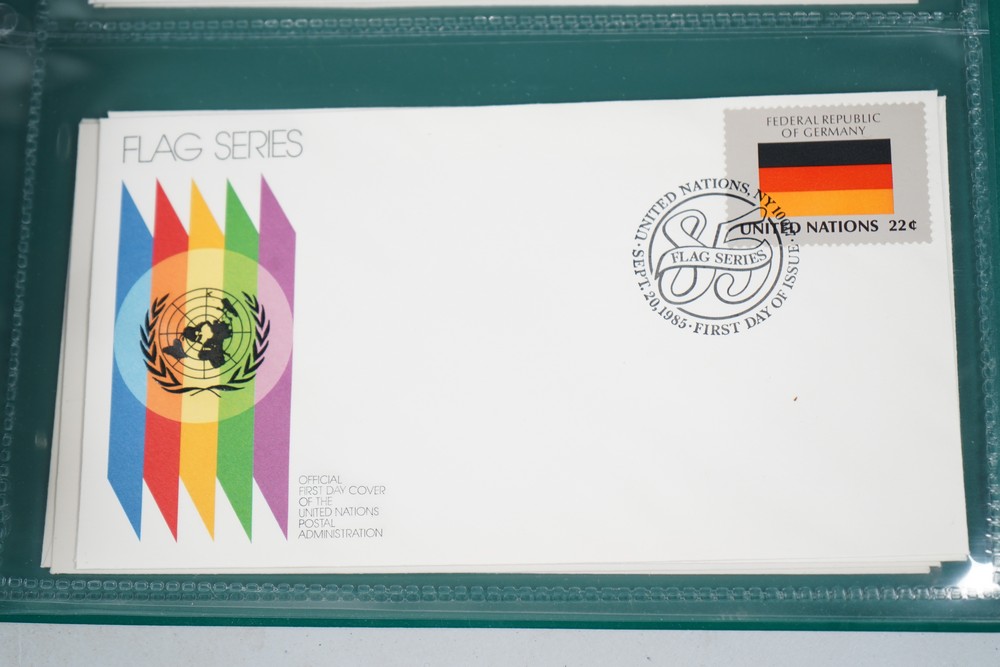 FLAG SERIES
FEDERAL REPUBLIC
OF GERMANY
UNITED NATIONS 22¢
UNITED NATIONS, NY 10017
85
FLAG SERIES
SEPT. 20, 1985 · FIRST DAY OF ISSUE
OFFICIAL
FIRST DAY COVER
OF THE
UNITED NATIONS
POSTAL
ADMINISTRATION